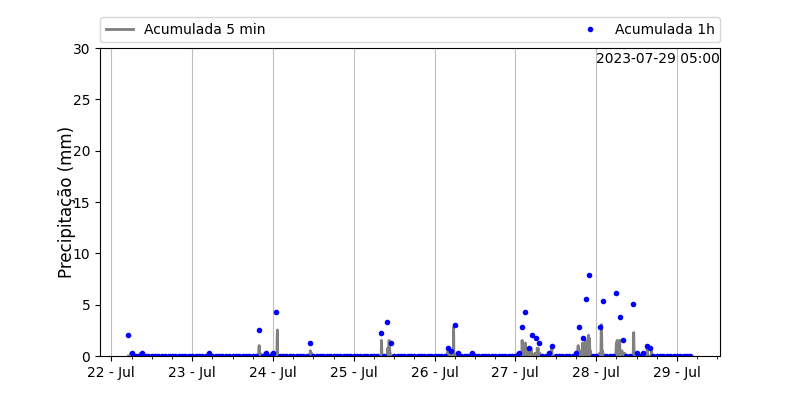 Acumulada 5 min Acumulada 1h
2023-07-29 05:00
Precipitação (mm)
30
25
20
15
10
5
0
22 - Jul 23 - Jul 24 - Jul 25 - Jul 26 - Jul 27 - Jul 28 - Jul 29 - Jul